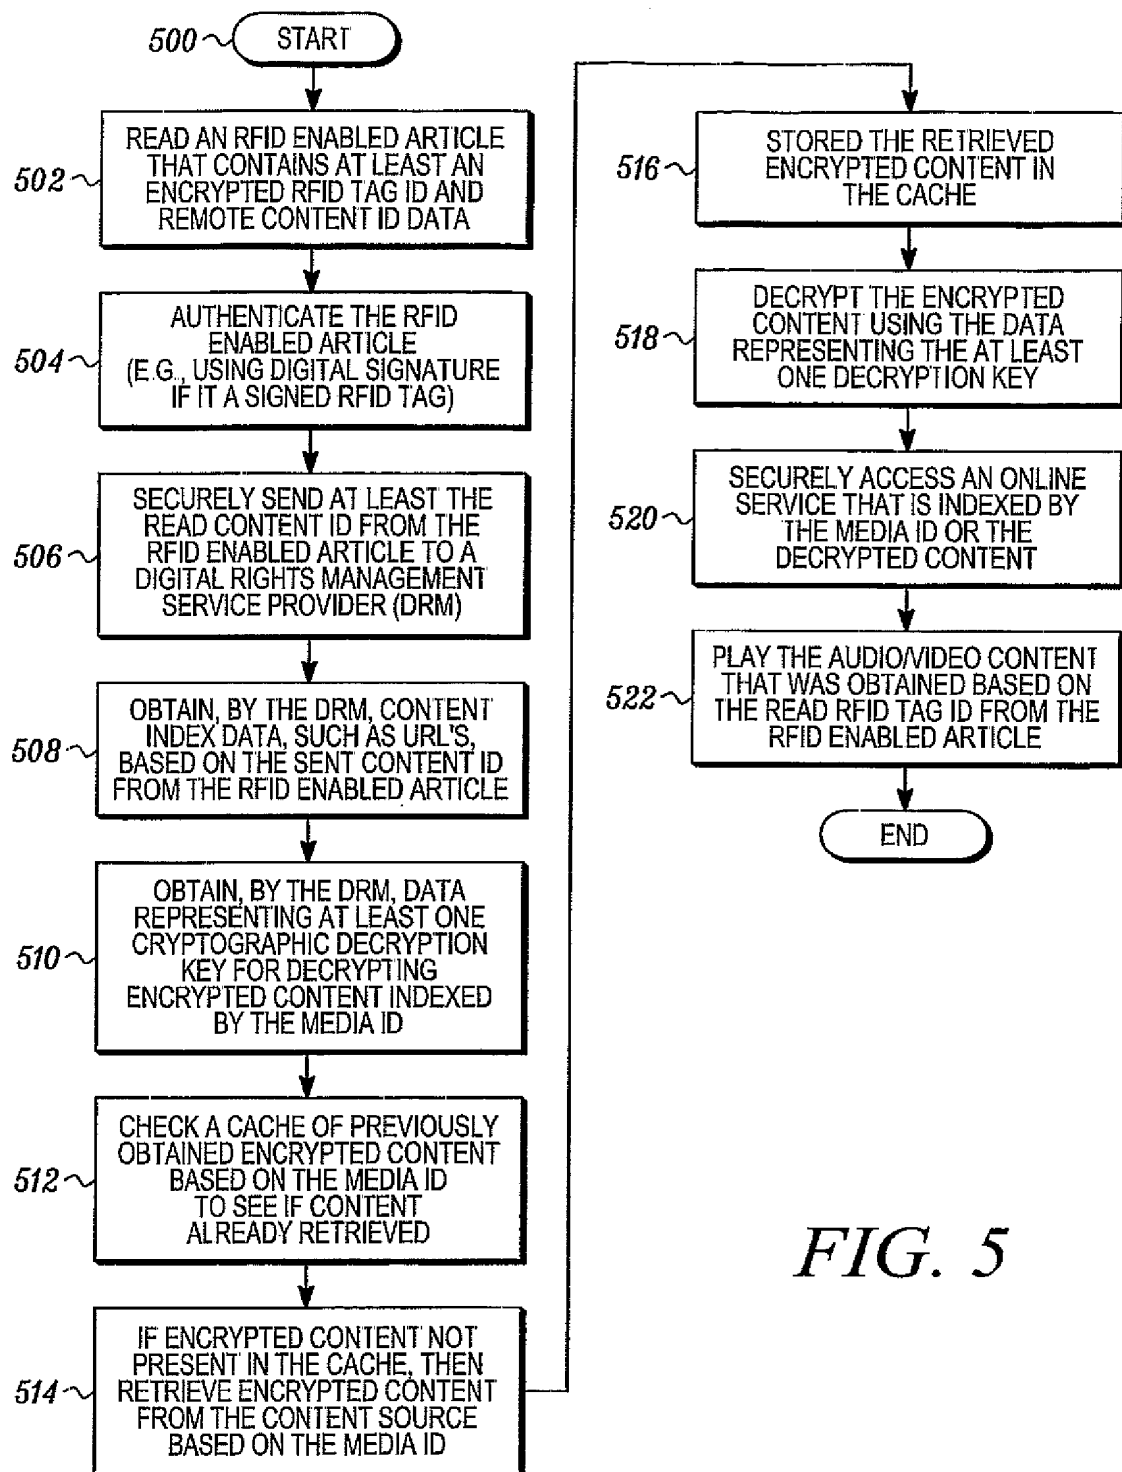 500
START
502
READ AN RFID ENABLED ARTICLE
THAT CONTAINS AT LEAST AN
ENCRYPTED RFID TAG ID AND
REMOTE CONTENT ID DATA
504
AUTHENTICATE THE RFID
ENABLED ARTICLE
(E.G., USING DIGITAL SIGNATURE
IF IT A SIGNED RFID TAG)
506
SECURELY SEND AT LEAST THE
READ CONTENT ID FROM THE
RFID ENABLED ARTICLE TO A
DIGITAL RIGHTS MANAGEMENT
SERVICE PROVIDER (DRM)
508
OBTAIN, BY THE DRM, CONTENT
INDEX DATA, SUCH AS URL'S,
BASED ON THE SENT CONTENT ID
FROM THE RFID ENABLED ARTICLE
510
OBTAIN, BY THE DRM, DATA
REPRESENTING AT LEAST ONE
CRYPTOGRAPHIC DECRYPTION
KEY FOR DECRYPTING
ENCRYPTED CONTENT INDEXED
BY THE MEDIA ID
512
CHECK A CACHE OF PREVIOUSLY
OBTAINED ENCRYPTED CONTENT
BASED ON THE MEDIA ID
TO SEE IF CONTENT
ALREADY RETRIEVED
514
IF ENCRYPTED CONTENT NOT
PRESENT IN THE CACHE, THEN
RETRIEVE ENCRYPTED CONTENT
FROM THE CONTENT SOURCE
BASED ON THE MEDIA ID
516
STORED THE RETRIEVED
ENCRYPTED CONTENT IN
THE CACHE
518
DECRYPT THE ENCRYPTED
CONTENT USING THE DATA
REPRESENTING THE AT LEAST
ONE DECRYPTION KEY
520
SECURELY ACCESS AN ONLINE
SERVICE THAT IS INDEXED BY
THE MEDIA ID OR THE
DECRYPTED CONTENT
522
PLAY THE AUDIO/VIDEO CONTENT
THAT WAS OBTAINED BASED ON
THE READ RFID TAG ID FROM THE
RFID ENABLED ARTICLE
END
FIG. 5